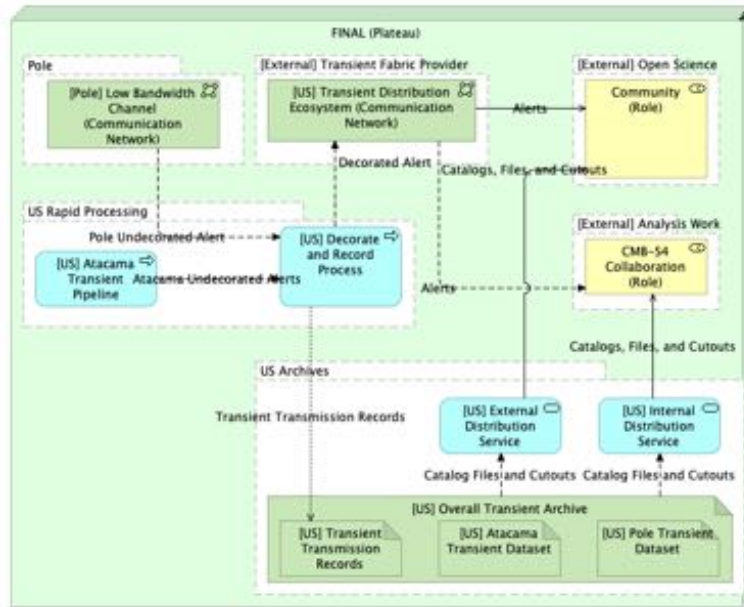 FINAL (Plateau)
Pole
[Pole] Low Bandwidth
Channel
(Communication
Network)
[External] Transient Fabric Provider
[US] Transient Distribution
Ecosystem (Communication
Network)
[External] Open Science
Community
(Role)
Alerts
Decorated Alert
Catalogs, Files, and Cutouts
US Rapid Processing
Pole Undecorated Alert
[US] Atacama
Transient
Pipeline
Atacama Undecorated Alerts
[US] Decorate
and Record
Process
[External] Analysis Work
CMB-S4
Collaboration
(Role)
Alerts
Catalogs, Files, and Cutouts
US Archives
Transient Transmission Records
[US] External
Distribution
Service
[US] Internal
Distribution
Service
Catalog Files and Cutouts
Catalog Files and Cutouts
[US] Overall Transient Archive
[US] Transient
Transmission
Records
[US] Atacama
Transient Dataset
[US] Pole Transient
Dataset